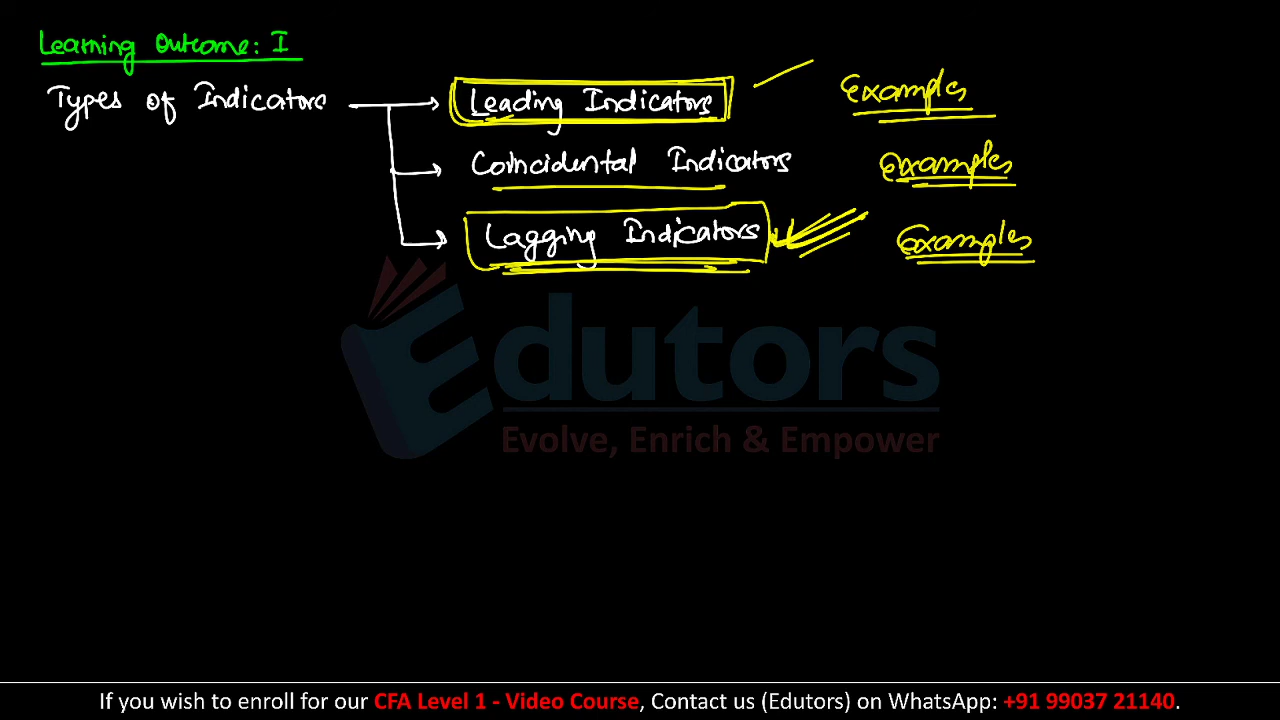 Learning Outcome: I
Types of Indicators
Leading Indicators Examples
Coincidental Indicators Examples
Lagging Indicators Examples
Edutors
Evolve, Enrich & Empower
If you wish to enroll for our CFA Level 1 - Video Course, Contact us (Edutors) on WhatsApp: +91 99037 21140.